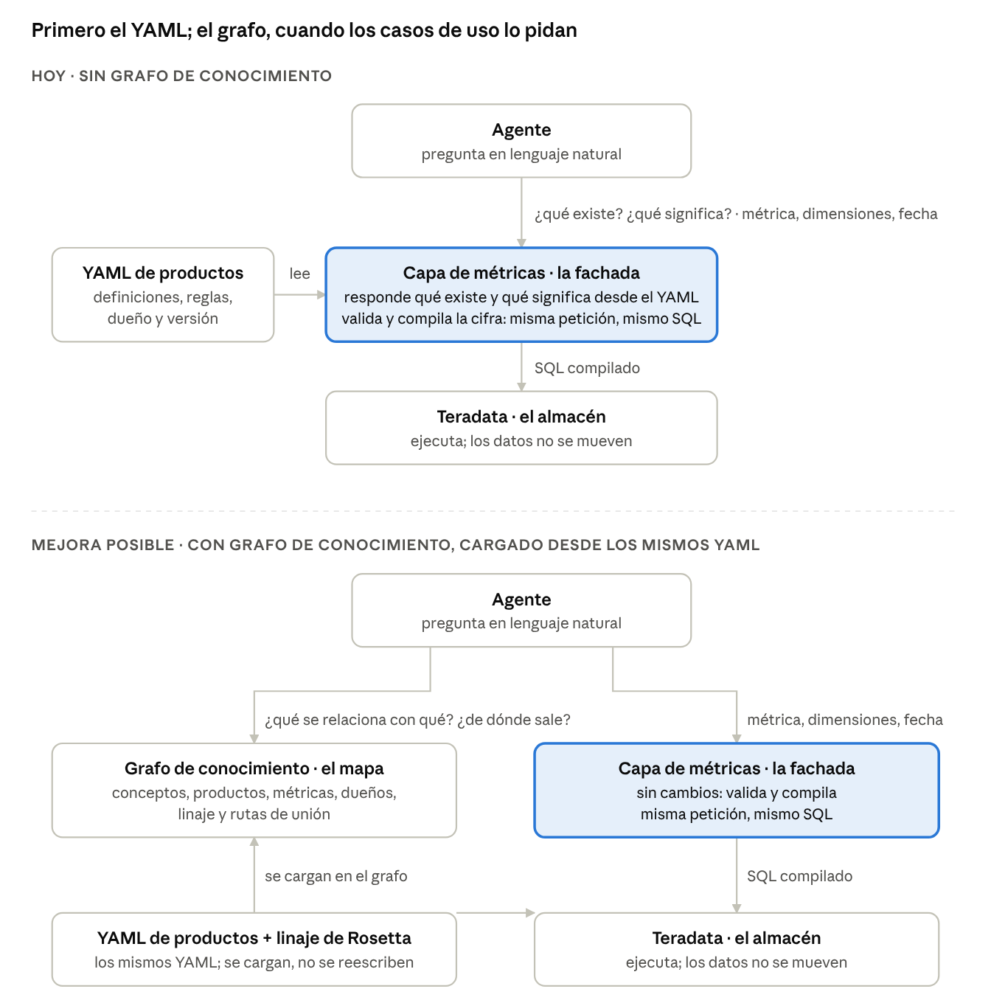 Primero el YAML; el grafo, cuando los casos de uso lo pidan
HOY · SIN GRAFO DE CONOCIMIENTO
Agente
pregunta en lenguaje natural
¿qué existe? ¿qué significa? · métrica, dimensiones, fecha
YAML de productos
definiciones, reglas,
dueño y versión
lee
Capa de métricas · la fachada
responde qué existe y qué significa desde el YAML
valida y compila la cifra: misma petición, mismo SQL
SQL compilado
Teradata · el almacén
ejecuta; los datos no se mueven
MEJORA POSIBLE · CON GRAFO DE CONOCIMIENTO, CARGADO DESDE LOS MISMOS YAML
Agente
pregunta en lenguaje natural
¿qué se relaciona con qué? ¿de dónde sale?
métrica, dimensiones, fecha
Grafo de conocimiento · el mapa
conceptos, productos, métricas, dueños,
linaje y rutas de unión
Capa de métricas · la fachada
sin cambios: valida y compila
misma petición, mismo SQL
se cargan en el grafo
SQL compilado
YAML de productos + linaje de Rosetta
los mismos YAML; se cargan, no se reescriben
Teradata · el almacén
ejecuta; los datos no se mueven